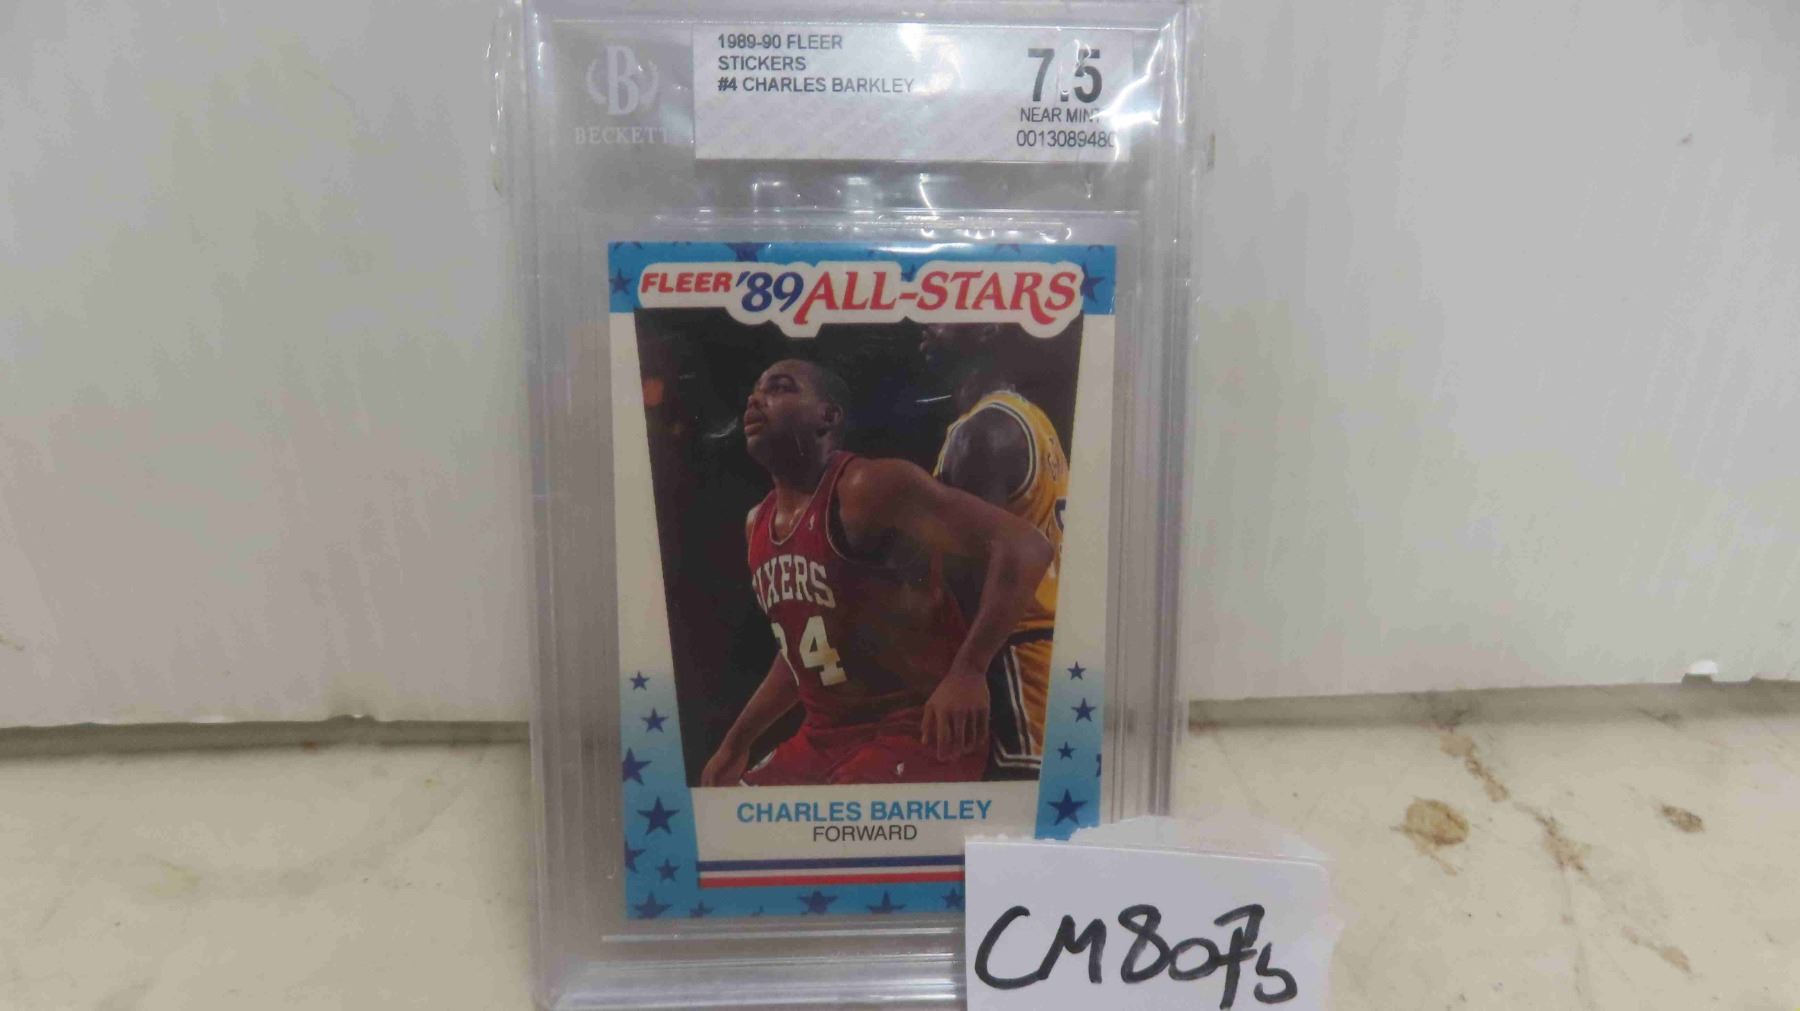 B
BECKETT
1989-90 FLEER
STICKERS
#4 CHARLES BARKLEY
7.5
NEAR MINT
0013089480
FLEER '89 ALL-STARS
SIXERS
34
CHARLES BARKLEY
FORWARD
CM8075